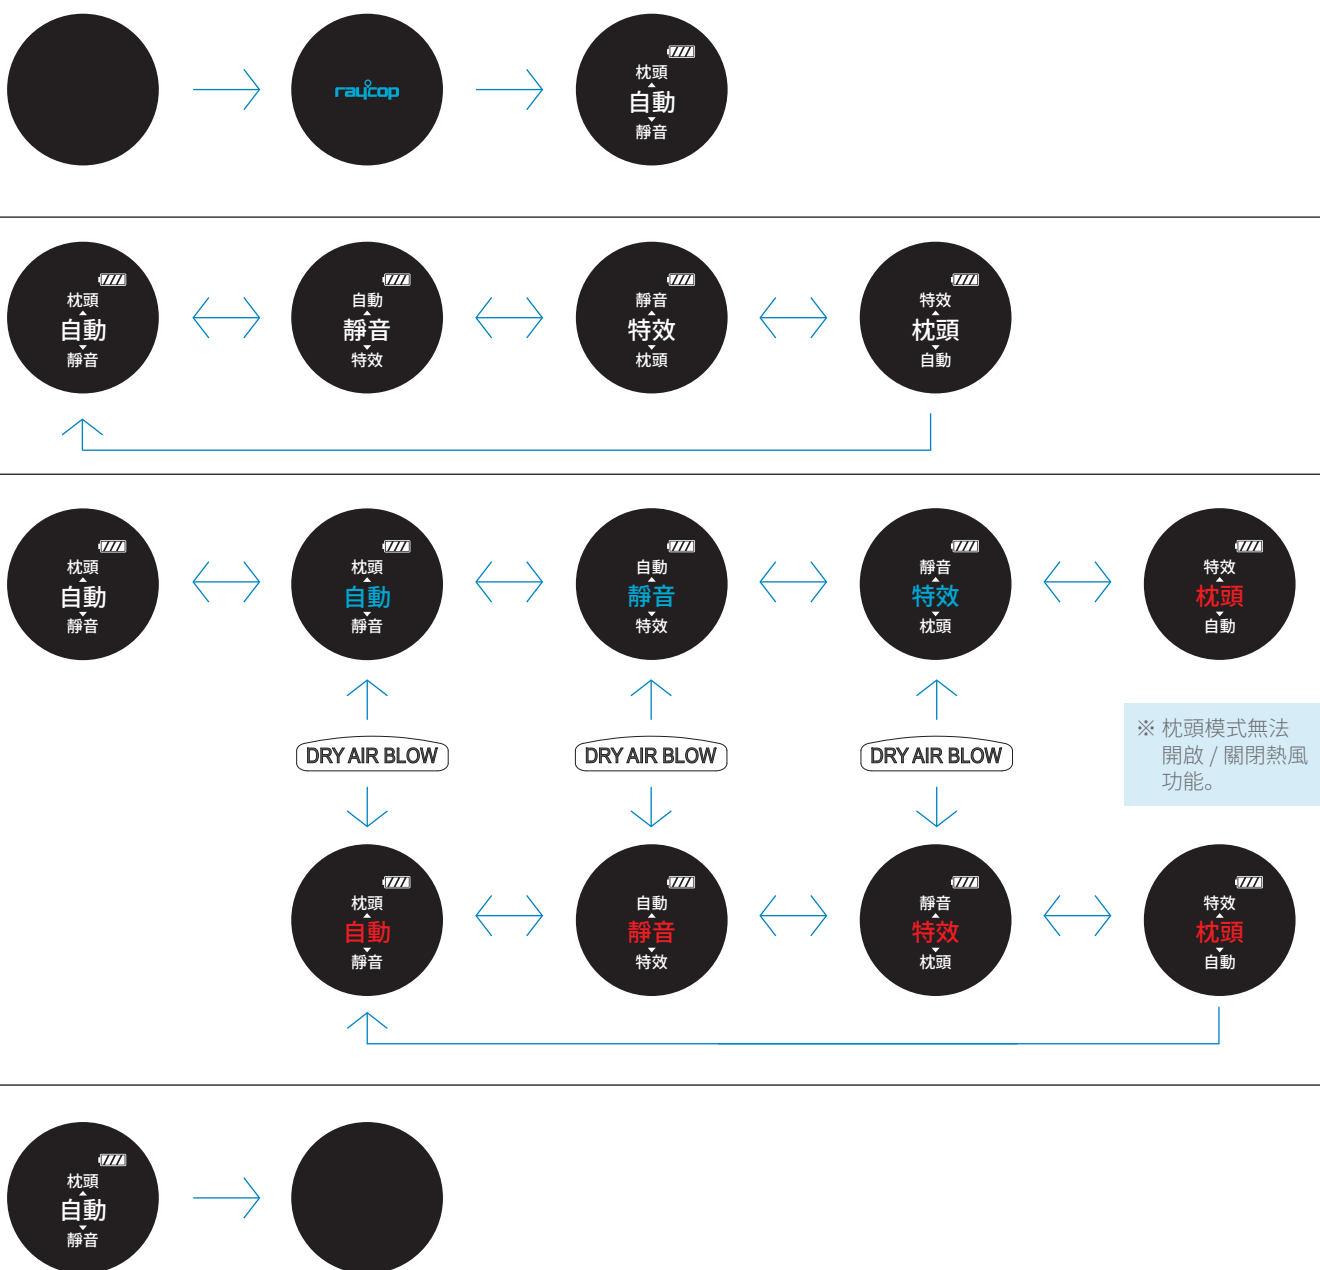 raycop
枕頭
自動
靜音
枕頭
自動
靜音
自動
靜音
特效
靜音
特效
枕頭
特效
枕頭
自動
枕頭
自動
靜音
枕頭
自動
靜音
自動
靜音
特效
靜音
特效
枕頭
特效
枕頭
自動
DRY AIR BLOW
DRY AIR BLOW
DRY AIR BLOW
※ 枕頭模式無法
開啟 / 關閉熱風
功能。
枕頭
自動
靜音
自動
靜音
特效
靜音
特效
枕頭
特效
枕頭
自動
枕頭
自動
靜音